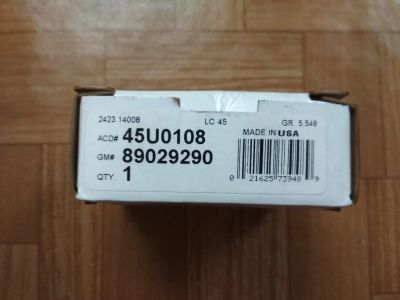 2423 14008 LC 45 GR. 5.548
ACD# 45U0108 MADE IN USA
GM# 89029290
QTY. 1
0 21625 73948 9